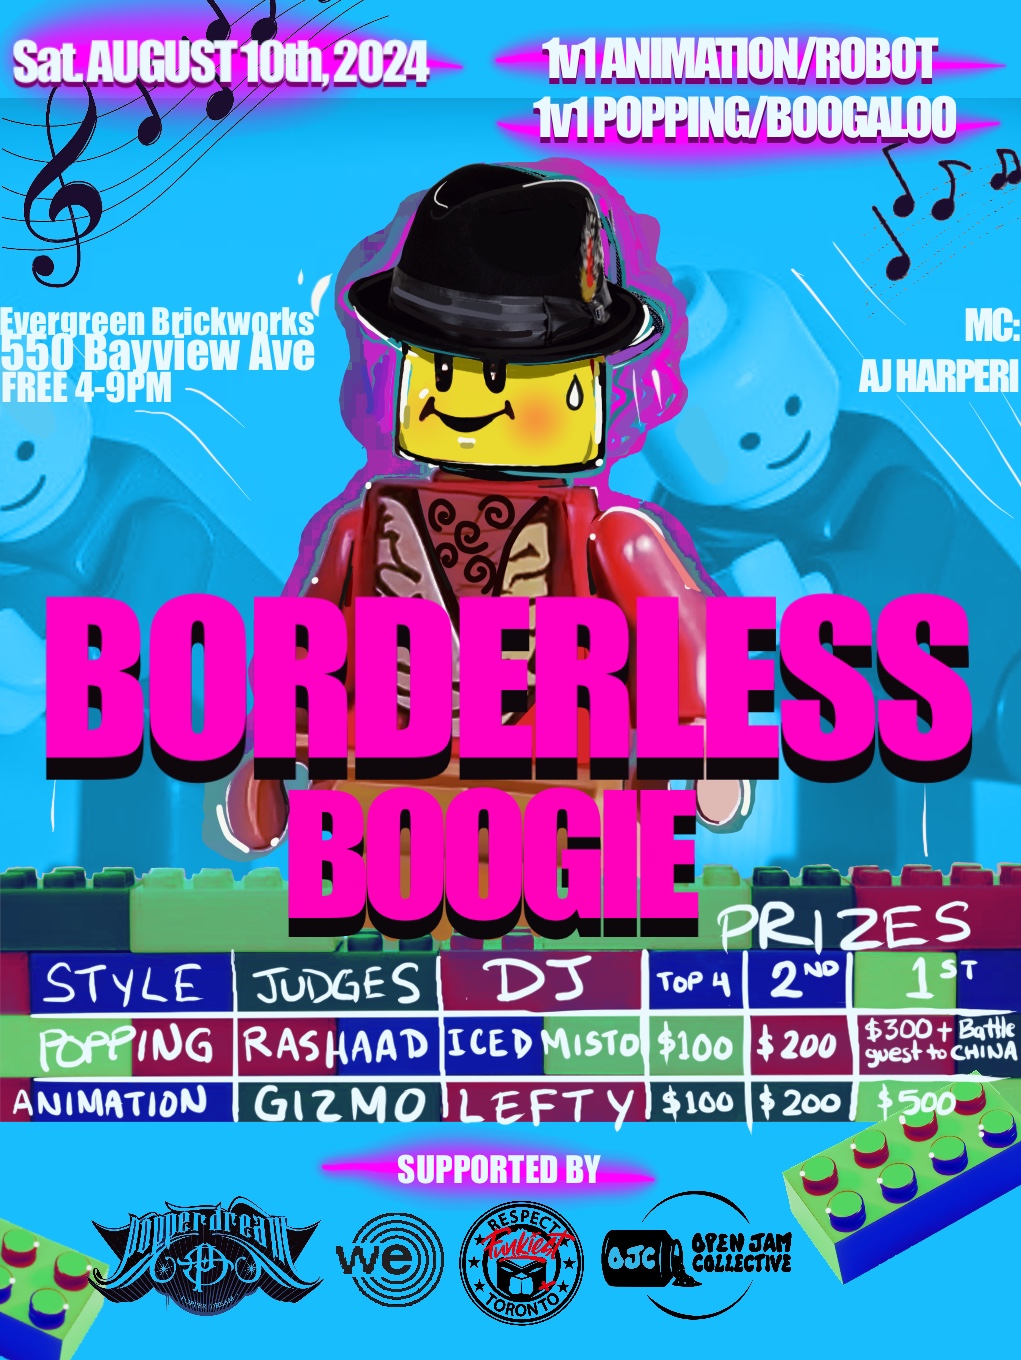 Sat. AUGUST 10th, 2024
1v1 ANIMATION/ROBOT
1v1 POPPING/BOOGALOO
Evergreen Brickworks
550 Bayview Ave
FREE 4-9PM
MC:
AJ HARPERI
BORDERLESS
BOOGIE
PRIZES
STYLE JUDGES DJ TOP 4 2ND 1ST
POPPING RASHAAD ICED MISTO $100 $200 $300 + Battle guest to CHINA
ANIMATION GIZMO LEFTY $100 $200 $500
SUPPORTED BY
popperdream
we
RESPECT
Funkiest
TORONTO
OJC
OPEN JAM
COLLECTIVE